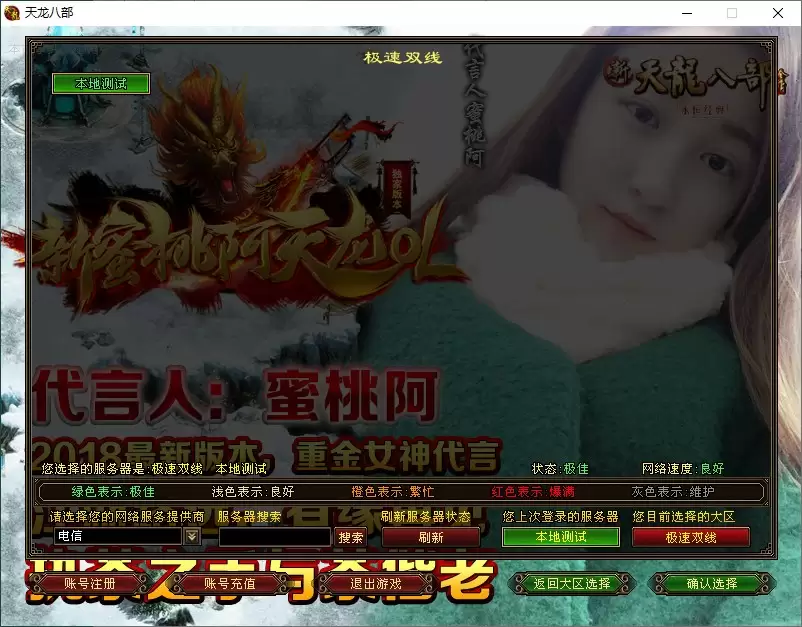 天龙八部
极速双线
本地测试
代言人蜜桃阿
新天龍八部
独家版本
新蜜桃阿天龙OL
代言人：蜜桃阿
2018最新版本，重金女神代言
您选择的服务器是:极速双线 本地测试 状态:极佳 网络速度:良好
绿色表示:极佳 浅色表示:良好 橙色表示:繁忙 红色表示:爆满 灰色表示:维护
请选择您的网络服务提供商 服务器搜索 刷新服务器状态 您上次登录的服务器 您目前选择的大区
电信 搜索 刷新 本地测试 极速双线
账号注册 账号充值 退出游戏 返回大区选择 确认选择